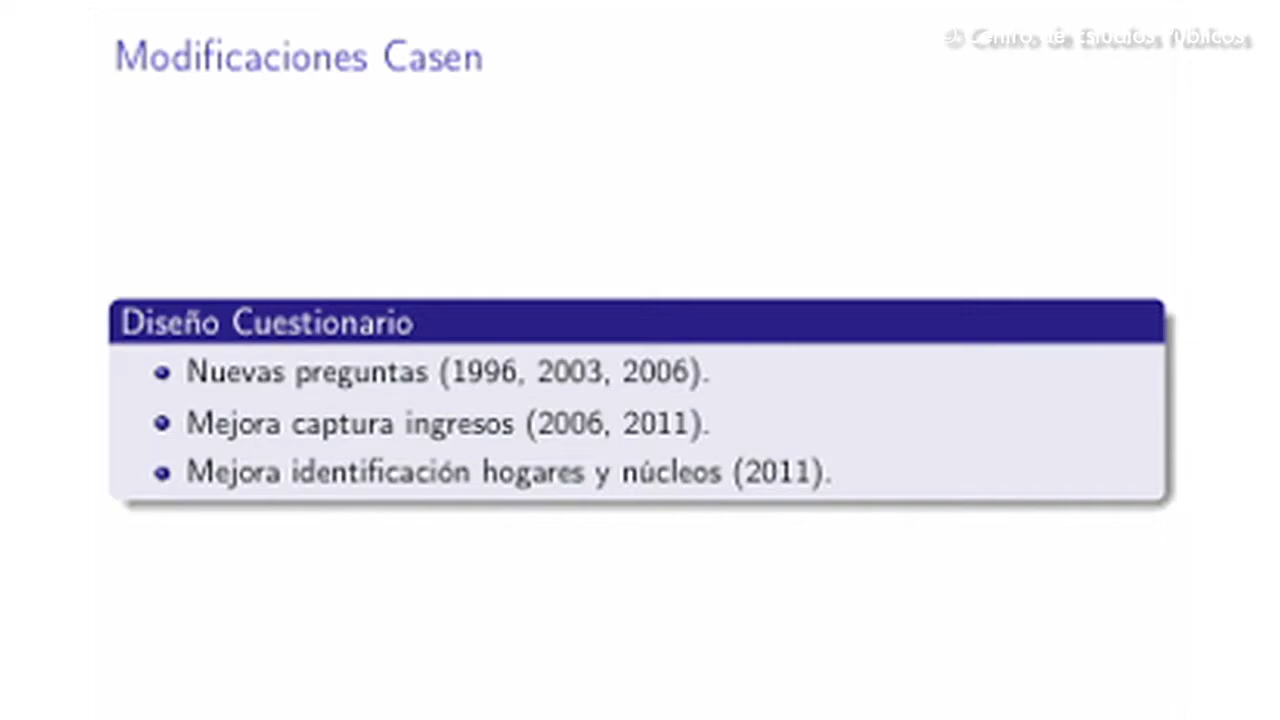 © Centro de Estudios Públicos
Modificaciones Casen
Diseño Cuestionario
Nuevas preguntas (1996, 2003, 2006).
Mejora captura ingresos (2006, 2011).
Mejora identificación hogares y núcleos (2011).